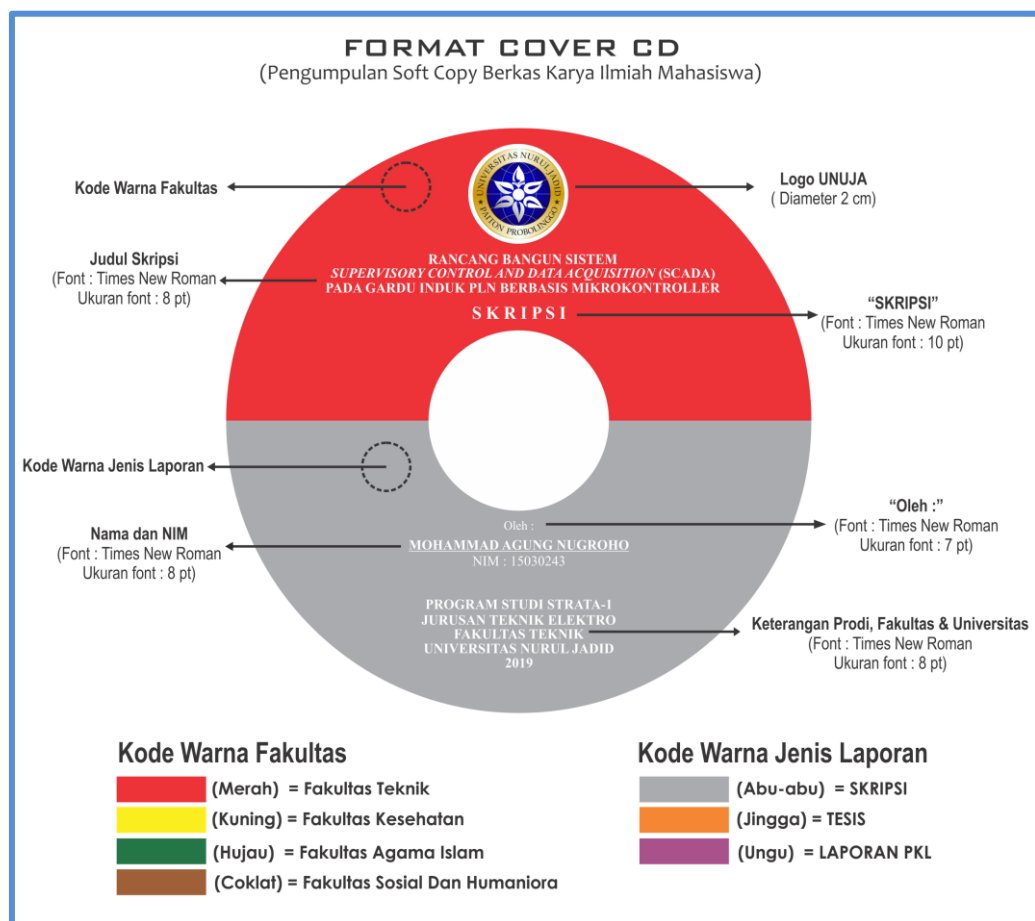 FORMAT COVER CD
(Pengumpulan Soft Copy Berkas Karya Ilmiah Mahasiswa)
UNIVERSITAS NURUL JADID
PAITON PROBOLINGGO
Kode Warna Fakultas
Logo UNUJA
( Diameter 2 cm)
Judul Skripsi
(Font : Times New Roman
Ukuran font : 8 pt)
RANCANG BANGUN SISTEM
SUPERVISORY CONTROL AND DATA ACQUISITION (SCADA)
PADA GARDU INDUK PLN BERBASIS MIKROKONTROLLER
S K R I P S I
“SKRIPSI”
(Font : Times New Roman
Ukuran font : 10 pt)
Kode Warna Jenis Laporan
Nama dan NIM
(Font : Times New Roman
Ukuran font : 8 pt)
Oleh :
MOHAMMAD AGUNG NUGROHO
NIM : 15030243
“Oleh :”
(Font : Times New Roman
Ukuran font : 7 pt)
PROGRAM STUDI STRATA-I
JURUSAN TEKNIK ELEKTRO
FAKULTAS TEKNIK
UNIVERSITAS NURUL JADID
2019
Keterangan Prodi, Fakultas & Universitas
(Font : Times New Roman
Ukuran font : 8 pt)
Kode Warna Fakultas
(Merah) = Fakultas Teknik
(Kuning) = Fakultas Kesehatan
(Hujau) = Fakultas Agama Islam
(Coklat) = Fakultas Sosial Dan Humaniora
Kode Warna Jenis Laporan
(Abu-abu) = SKRIPSI
(Jingga) = TESIS
(Ungu) = LAPORAN PKL